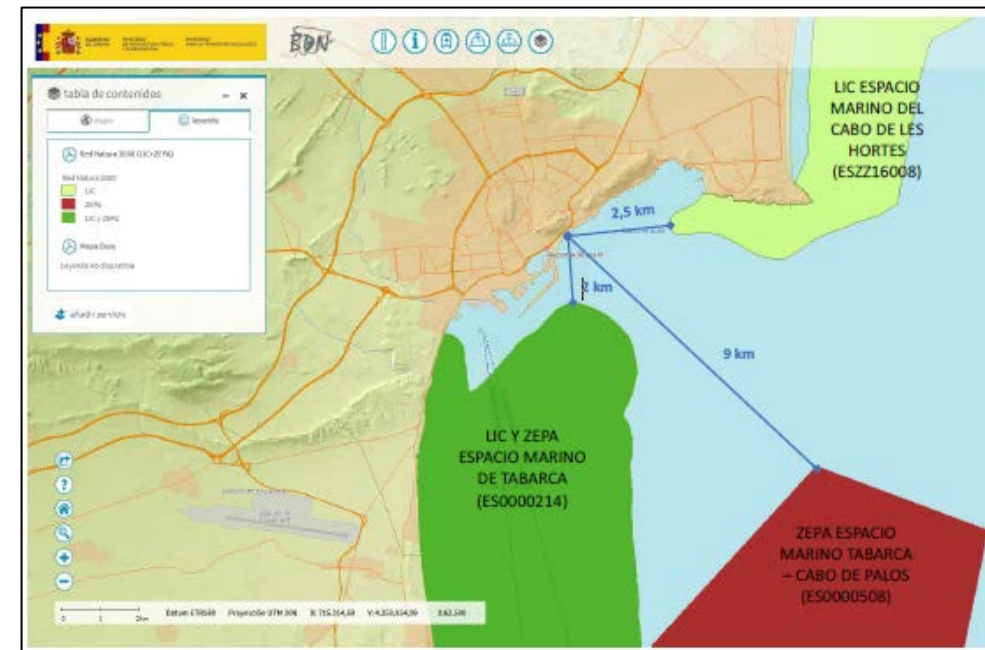 BDN
tabla de contenidos
leyenda
Red Natura 2000 (LIC+ZEPA)
Red Natura 2000
LIC
ZEPA
LIC y ZEPA
Mapa Base
Leyenda no disponible
añadir servicio
LIC ESPACIO
MARINO DEL
CABO DE LES
HORTES
(ESZZ16008)
2,5 km
2 km
9 km
LIC Y ZEPA
ESPACIO MARINO
DE TABARCA
(ES0000214)
ZEPA ESPACIO
MARINO TABARCA
– CABO DE PALOS
(ES0000508)
0 1 2km
Datum ETRS89 Proyección UTM